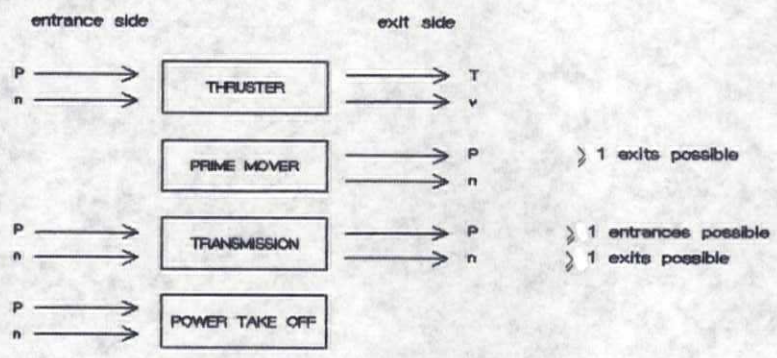 entrance side exit side
P THRUSTER T
n v
PRIME MOVER P ⩾ 1 exits possible
n
P TRANSMISSION P ⩾ 1 entrances possible
n n ⩾ 1 exits possible
P POWER TAKE OFF
n